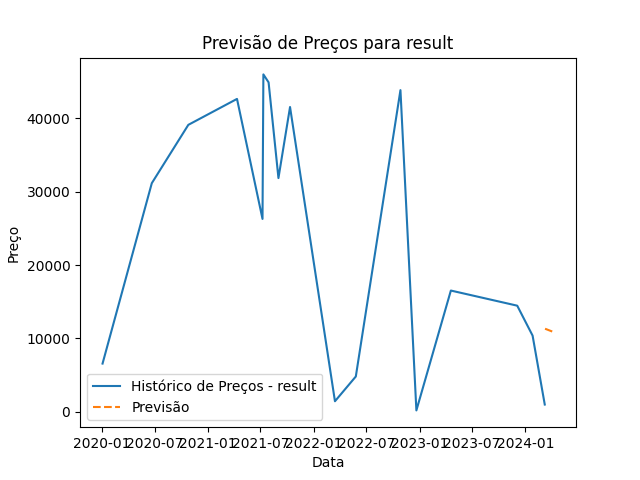 Previsão de Preços para result
Preço
40000
30000
20000
10000
0
Histórico de Preços - result
Previsão
2020-01 2020-07 2021-01 2021-07 2022-01 2022-07 2023-01 2023-07 2024-01
Data